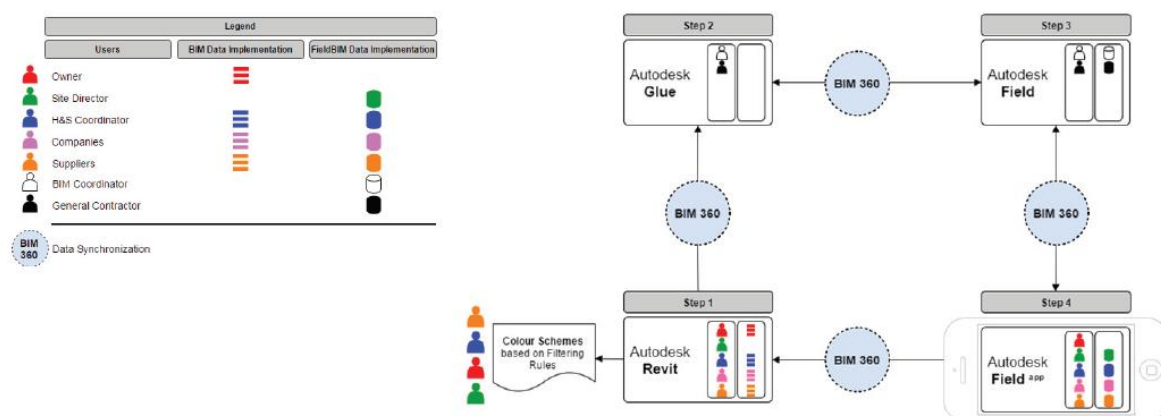 Legend
Users BIM Data Implementation FieldBIM Data Implementation
Owner
Site Director
H&S Coordinator
Companies
Suppliers
BIM Coordinator
General Contractor
BIM
360
Data Synchronization
Step 2
Autodesk
Glue
BIM 360
Step 3
Autodesk
Field
BIM 360
BIM 360
Step 1
Colour Schemes
based on Filtering
Rules
Autodesk
Revit
BIM 360
Step 4
Autodesk
Field app